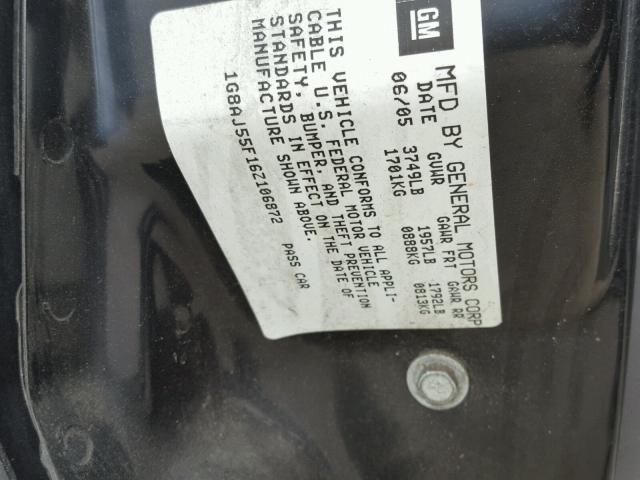 GM
MFD BY GENERAL MOTORS CORP
DATE GVWR GAWR FRT GAWR RR
06/05 3749LB 1957LB 1792LB
1701KG 0888KG 0813KG
THIS VEHICLE CONFORMS TO ALL APPLI-
CABLE U.S. FEDERAL MOTOR VEHICLE
SAFETY, BUMPER, AND THEFT PREVENTION
STANDARDS IN EFFECT ON THE DATE OF
MANUFACTURE SHOWN ABOVE.
1G8AJ55F16Z106872 PASS CAR